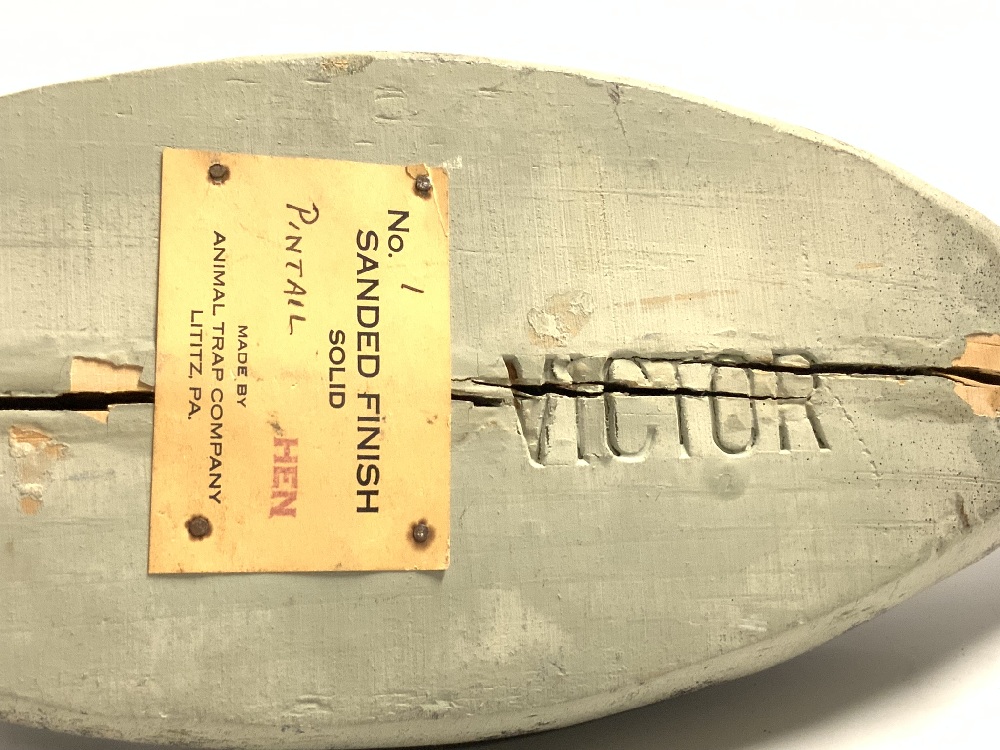 No. 1
SANDED FINISH
SOLID
PINTAIL HEN
MADE BY
ANIMAL TRAP COMPANY
LITITZ, PA.
VICTOR